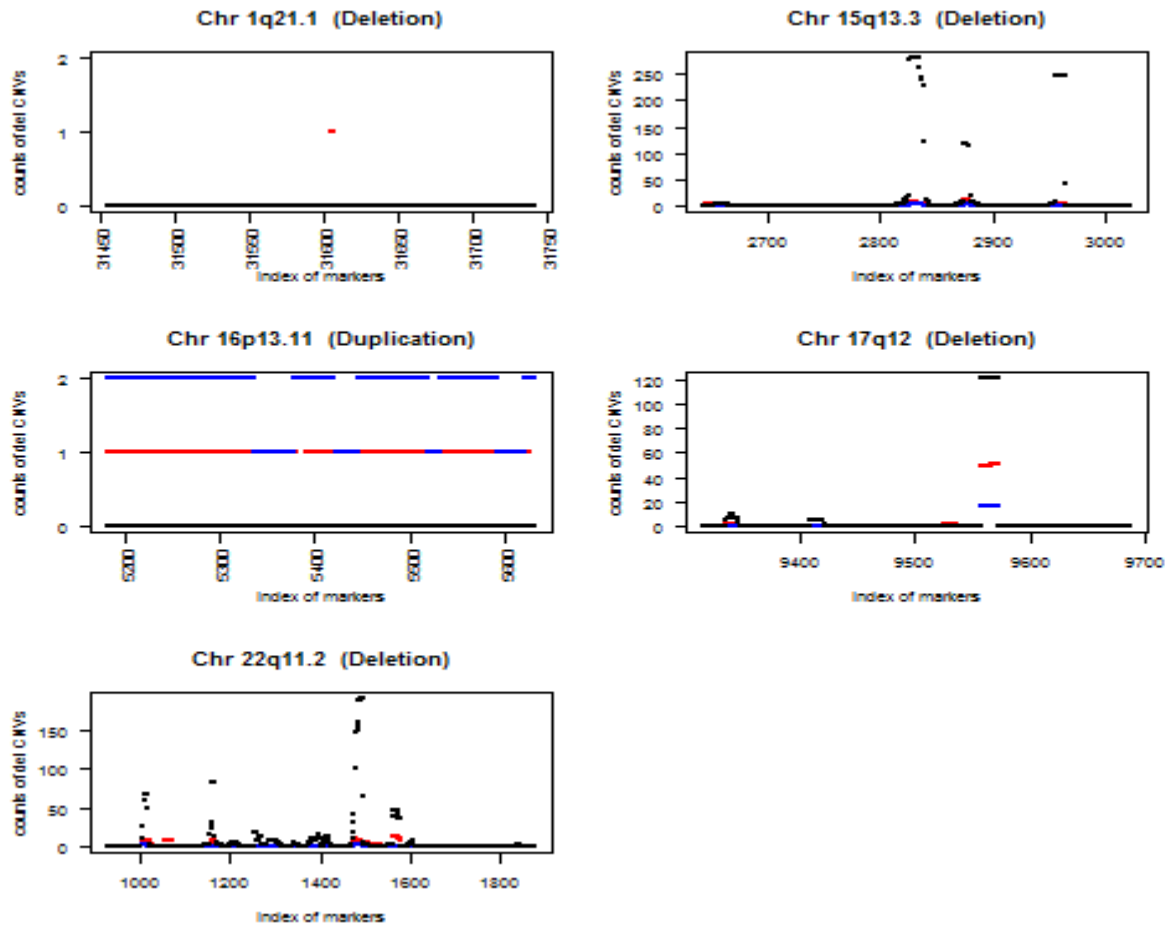 Chr 1q21.1 (Deletion)
counts of del CNVs
2
1
0
31450 31500 31550 31600 31650 31700 31750
Index of markers
Chr 15q13.3 (Deletion)
counts of del CNVs
250
200
150
100
50
0
2700 2800 2900 3000
Index of markers
Chr 16p13.11 (Duplication)
counts of del CNVs
2
1
0
5200 5300 5400 5500 5600
Index of markers
Chr 17q12 (Deletion)
counts of del CNVs
120
100
80
60
40
20
0
9400 9500 9600 9700
Index of markers
Chr 22q11.2 (Deletion)
counts of del CNVs
150
100
50
0
1000 1200 1400 1600 1800
Index of markers